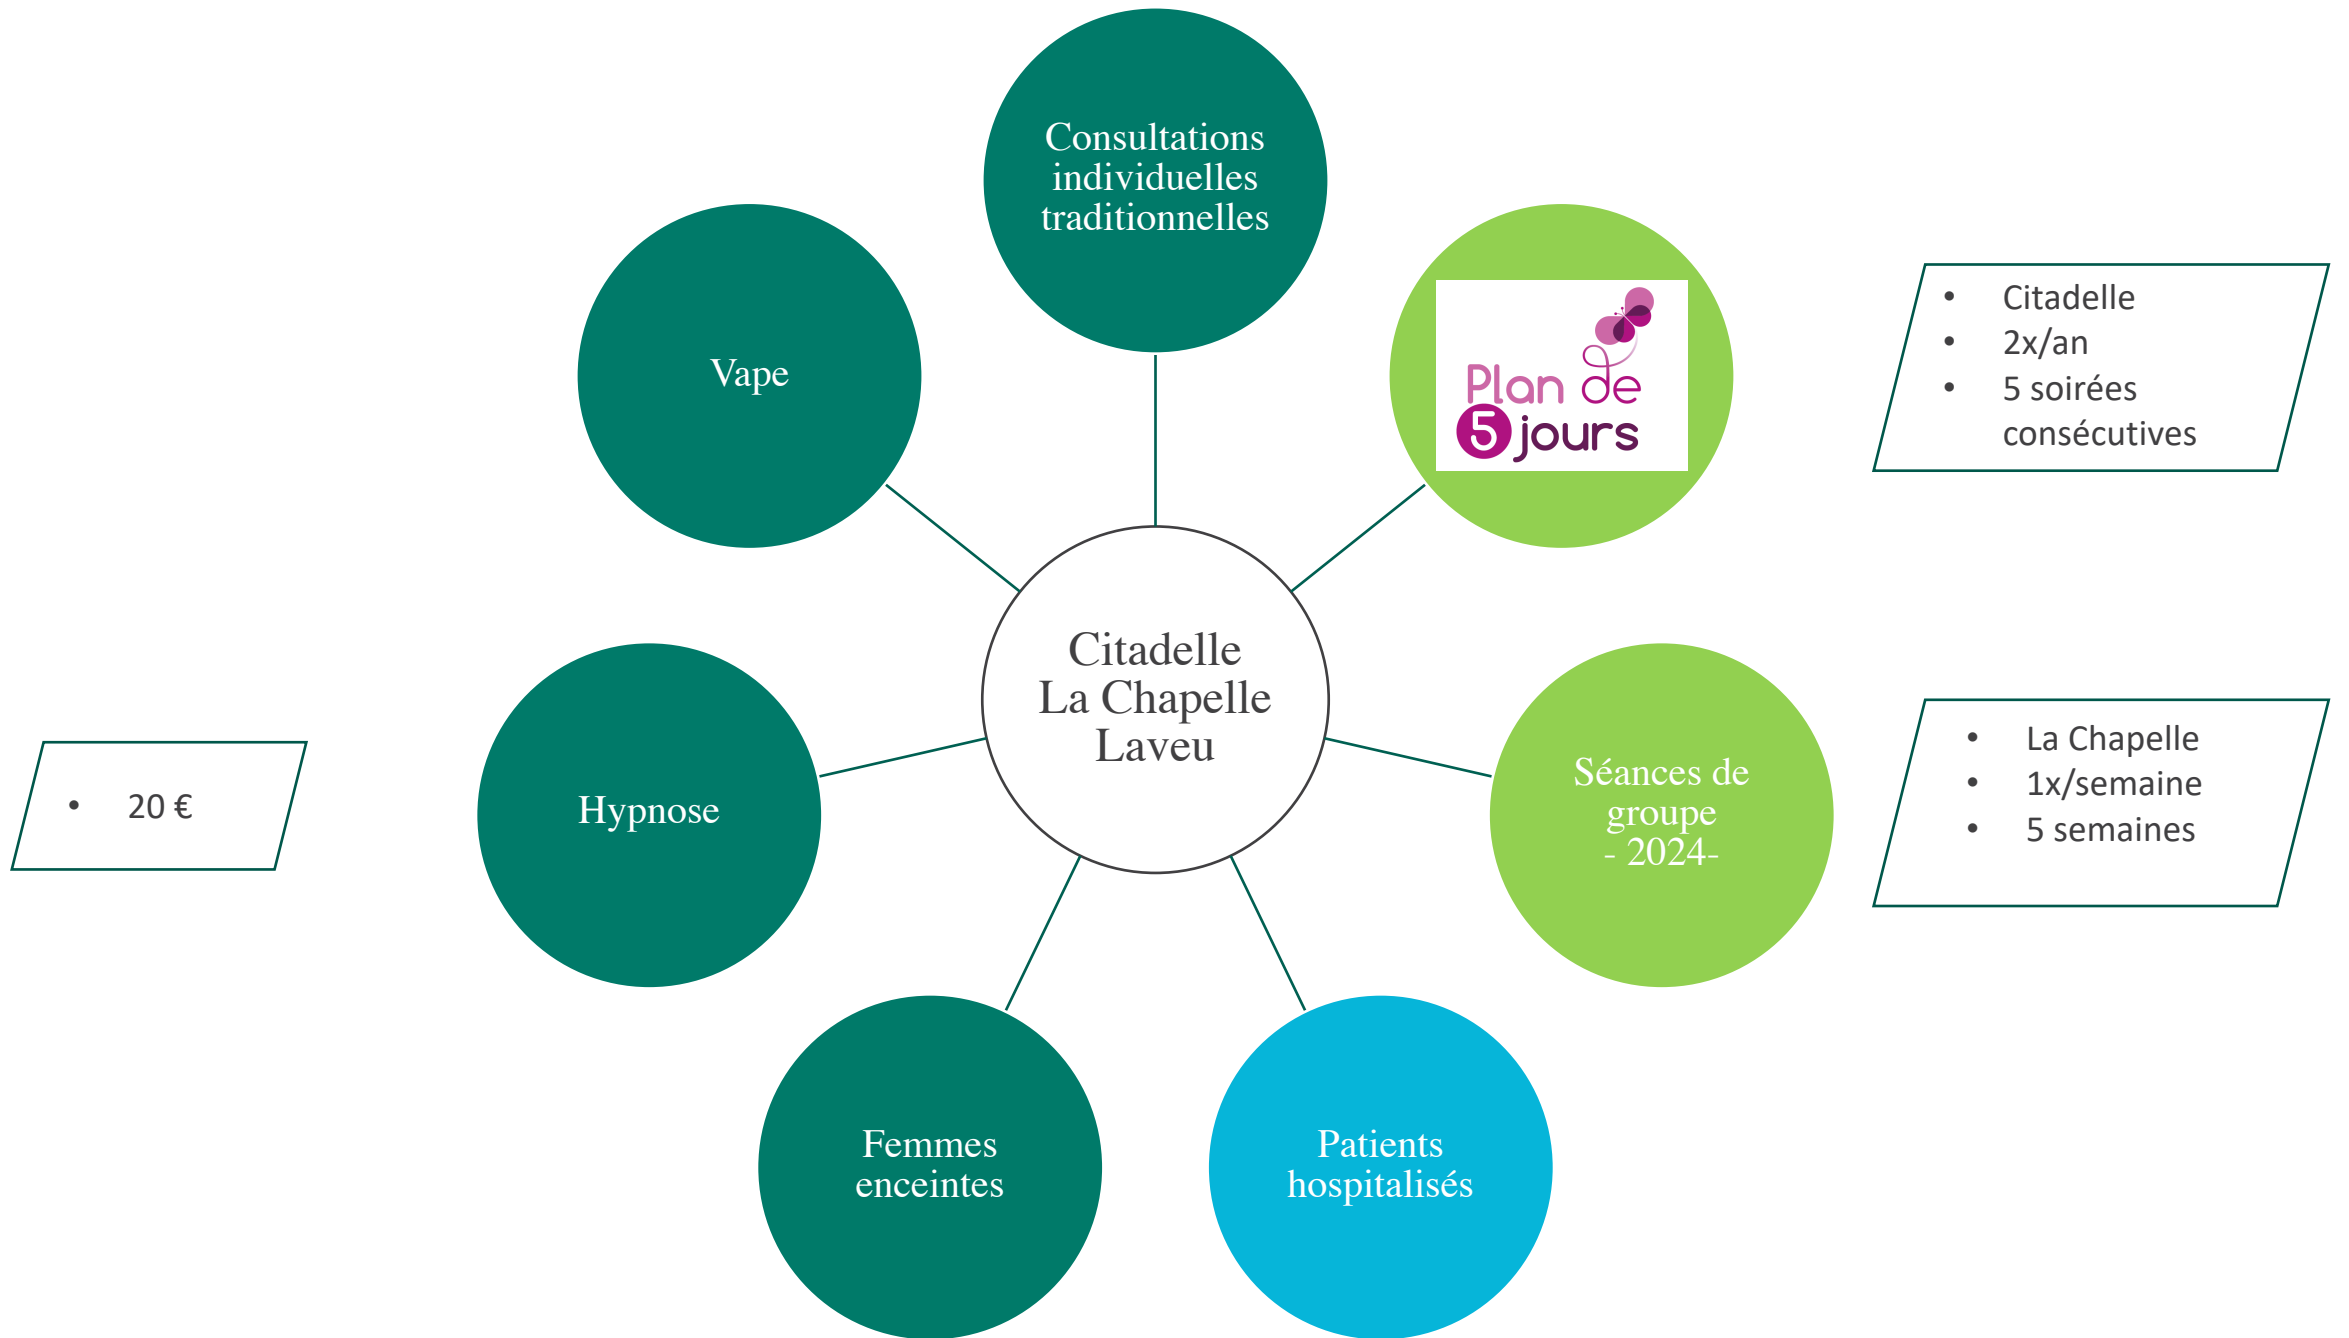 Consultations
individuelles
traditionnelles
Vape
Plan de
5 jours
• Citadelle
• 2x/an
• 5 soirées
consécutives
Citadelle
La Chapelle
Laveu
Hypnose
• 20 €
Séances de
groupe
- 2024-
• La Chapelle
• 1x/semaine
• 5 semaines
Femmes
enceintes
Patients
hospitalisés